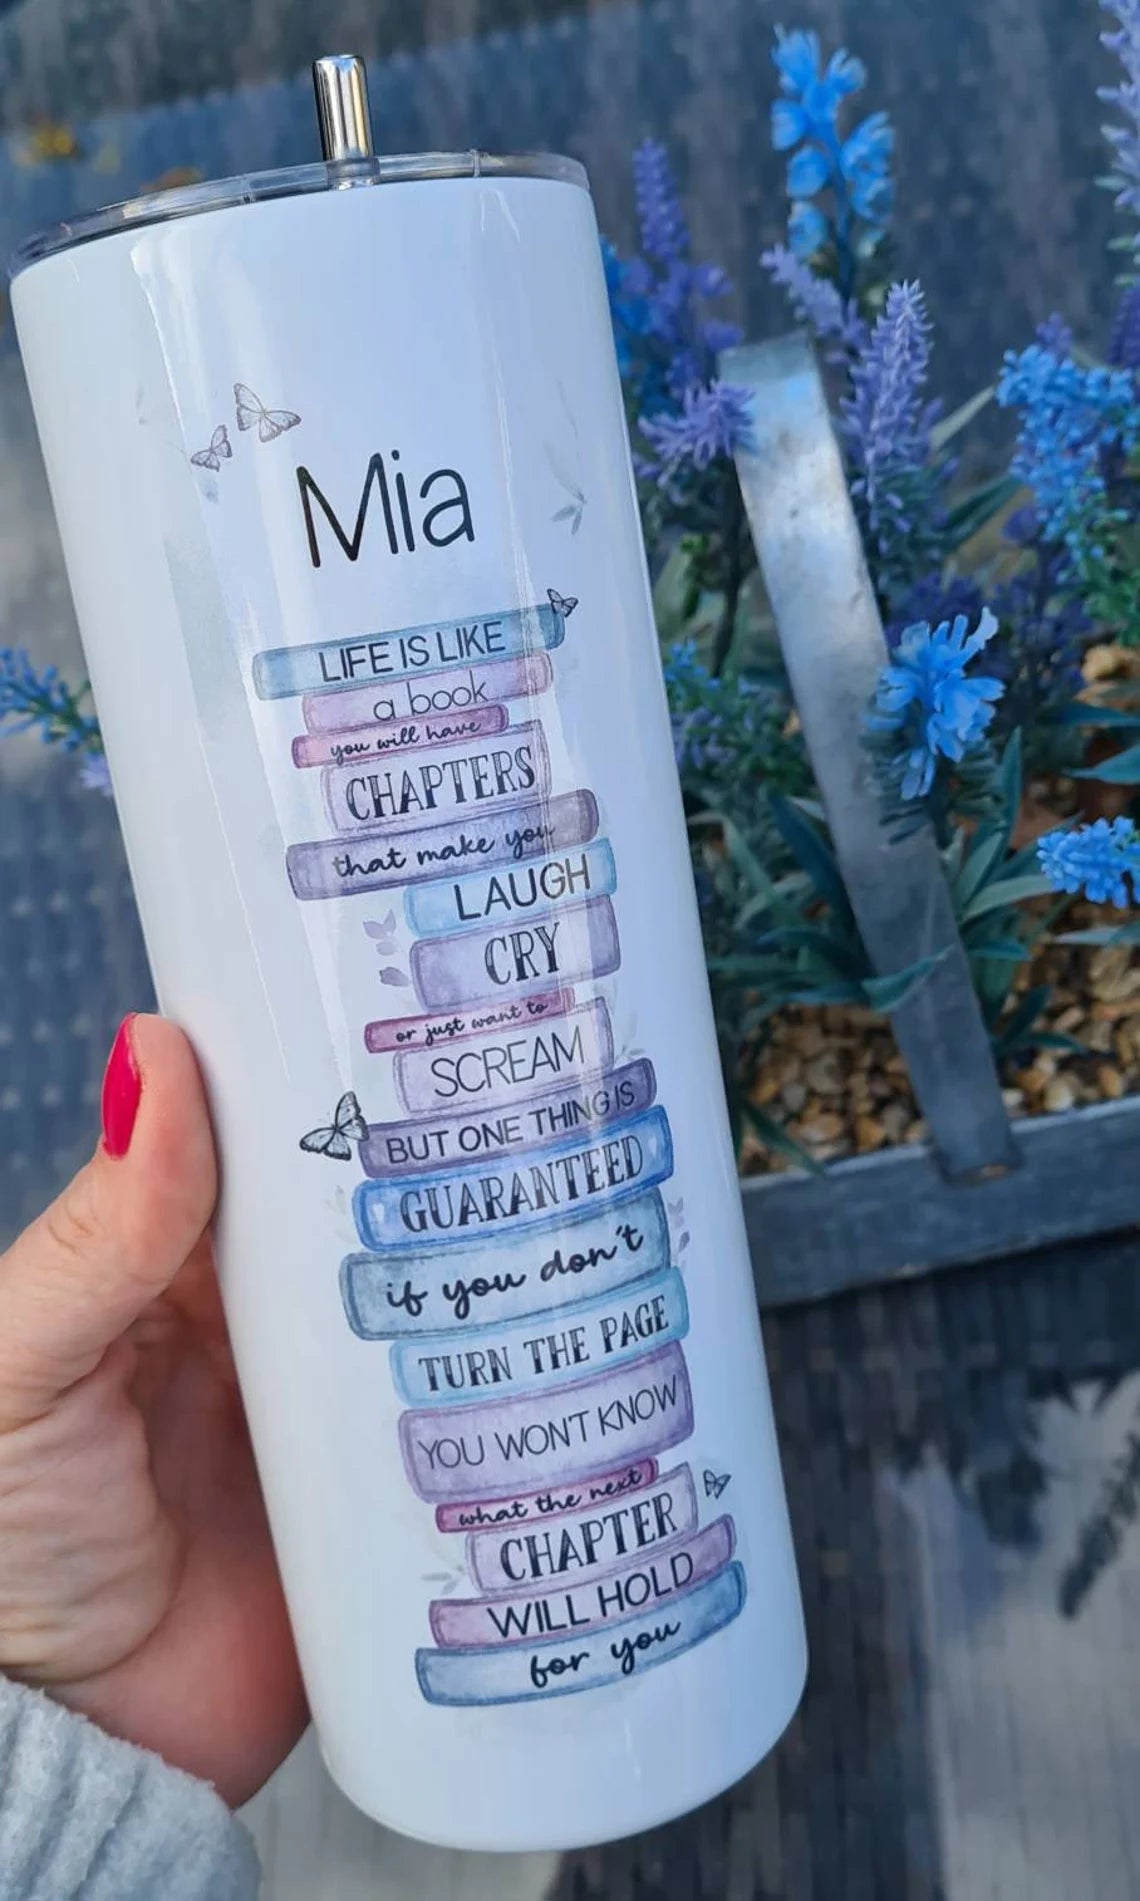 Mia
LIFE IS LIKE
a book
you will have
CHAPTERS
that make you
LAUGH
CRY
or just want to
SCREAM
BUT ONE THING IS
GUARANTEED
if you don't
TURN THE PAGE
YOU WON'T KNOW
what the next
CHAPTER
WILL HOLD
for you